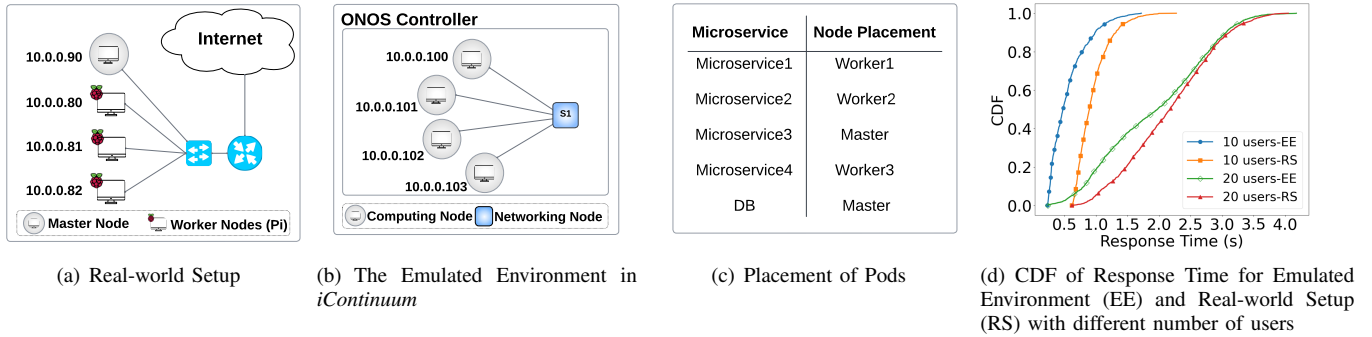 Internet
10.0.0.90
10.0.0.80
10.0.0.81
10.0.0.82
Master Node
Worker Nodes (Pi)
(a) Real-world Setup
ONOS Controller
10.0.0.100
10.0.0.101
10.0.0.102
10.0.0.103
S1
Computing Node
Networking Node
(b) The Emulated Environment in
iContinuum
Microservice Node Placement
Microservice1 Worker1
Microservice2 Worker2
Microservice3 Master
Microservice4 Worker3
DB Master
(c) Placement of Pods
CDF
1.0
0.8
0.6
0.4
0.2
0.0
10 users-EE
10 users-RS
20 users-EE
20 users-RS
0.5 1.0 1.5 2.0 2.5 3.0 3.5 4.0
Response Time (s)
(d) CDF of Response Time for Emulated
Environment (EE) and Real-world Setup
(RS) with different number of users